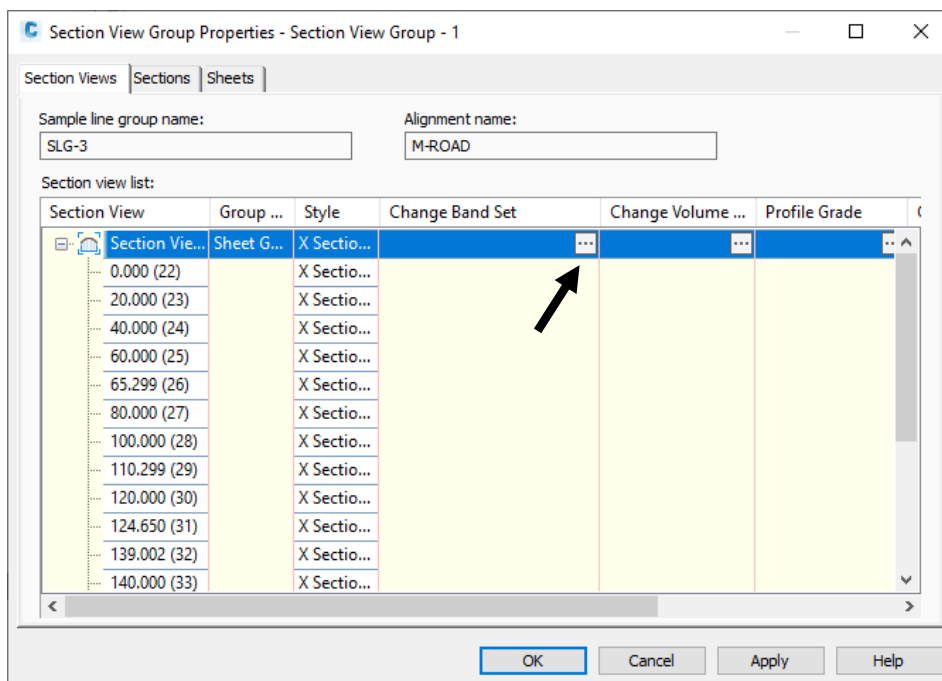 Section View Group Properties - Section View Group - 1
Section Views Sections Sheets
Sample line group name: Alignment name:
SLG-3 M-ROAD
Section view list:
Section View Group ... Style Change Band Set Change Volume ... Profile Grade
Section Vie... Sheet G... X Sectio... ... ...
0.000 (22) X Sectio...
20.000 (23) X Sectio...
40.000 (24) X Sectio...
60.000 (25) X Sectio...
65.299 (26) X Sectio...
80.000 (27) X Sectio...
100.000 (28) X Sectio...
110.299 (29) X Sectio...
120.000 (30) X Sectio...
124.650 (31) X Sectio...
139.002 (32) X Sectio...
140.000 (33) X Sectio...
OK Cancel Apply Help